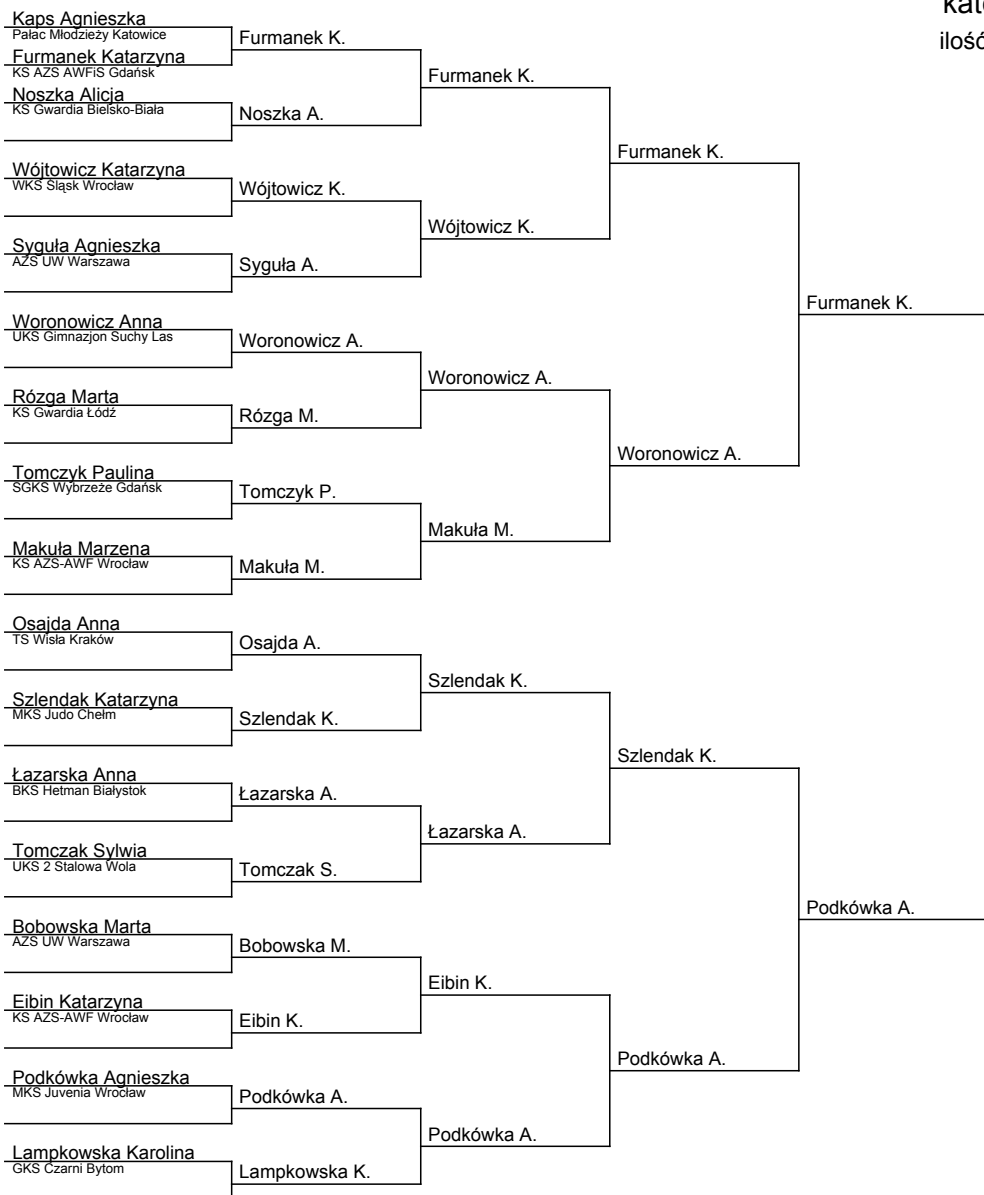 Kaps Agnieszka
Pałac Młodzieży Katowice
Furmanek Katarzyna
KS AZS AWFiS Gdańsk
Noszka Alicja
KS Gwardia Bielsko-Biała
Wójtowicz Katarzyna
WKS Śląsk Wrocław
Syguła Agnieszka
AZS UW Warszawa
Woronowicz Anna
UKS Gimnazjon Suchy Las
Rózga Marta
KS Gwardia Łódź
Tomczyk Paulina
SGKS Wybrzeże Gdańsk
Makuła Marzena
KS AZS-AWF Wrocław
Osajda Anna
TS Wisła Kraków
Szlendak Katarzyna
MKS Judo Chełm
Łazarska Anna
BKS Hetman Białystok
Tomczak Sylwia
UKS 2 Stalowa Wola
Bobowska Marta
AZS UW Warszawa
Eibin Katarzyna
KS AZS-AWF Wrocław
Podkówka Agnieszka
MKS Juvenia Wrocław
Lampkowska Karolina
GKS Czarni Bytom
Furmanek K.
Noszka A.
Wójtowicz K.
Syguła A.
Woronowicz A.
Rózga M.
Tomczyk P.
Makuła M.
Osajda A.
Szlendak K.
Łazarska A.
Tomczak S.
Bobowska M.
Eibin K.
Podkówka A.
Lampkowska K.
Furmanek K.
Wójtowicz K.
Woronowicz A.
Makuła M.
Szlendak K.
Łazarska A.
Eibin K.
Podkówka A.
Furmanek K.
Woronowicz A.
Szlendak K.
Podkówka A.
Furmanek K.
Podkówka A.
ilość